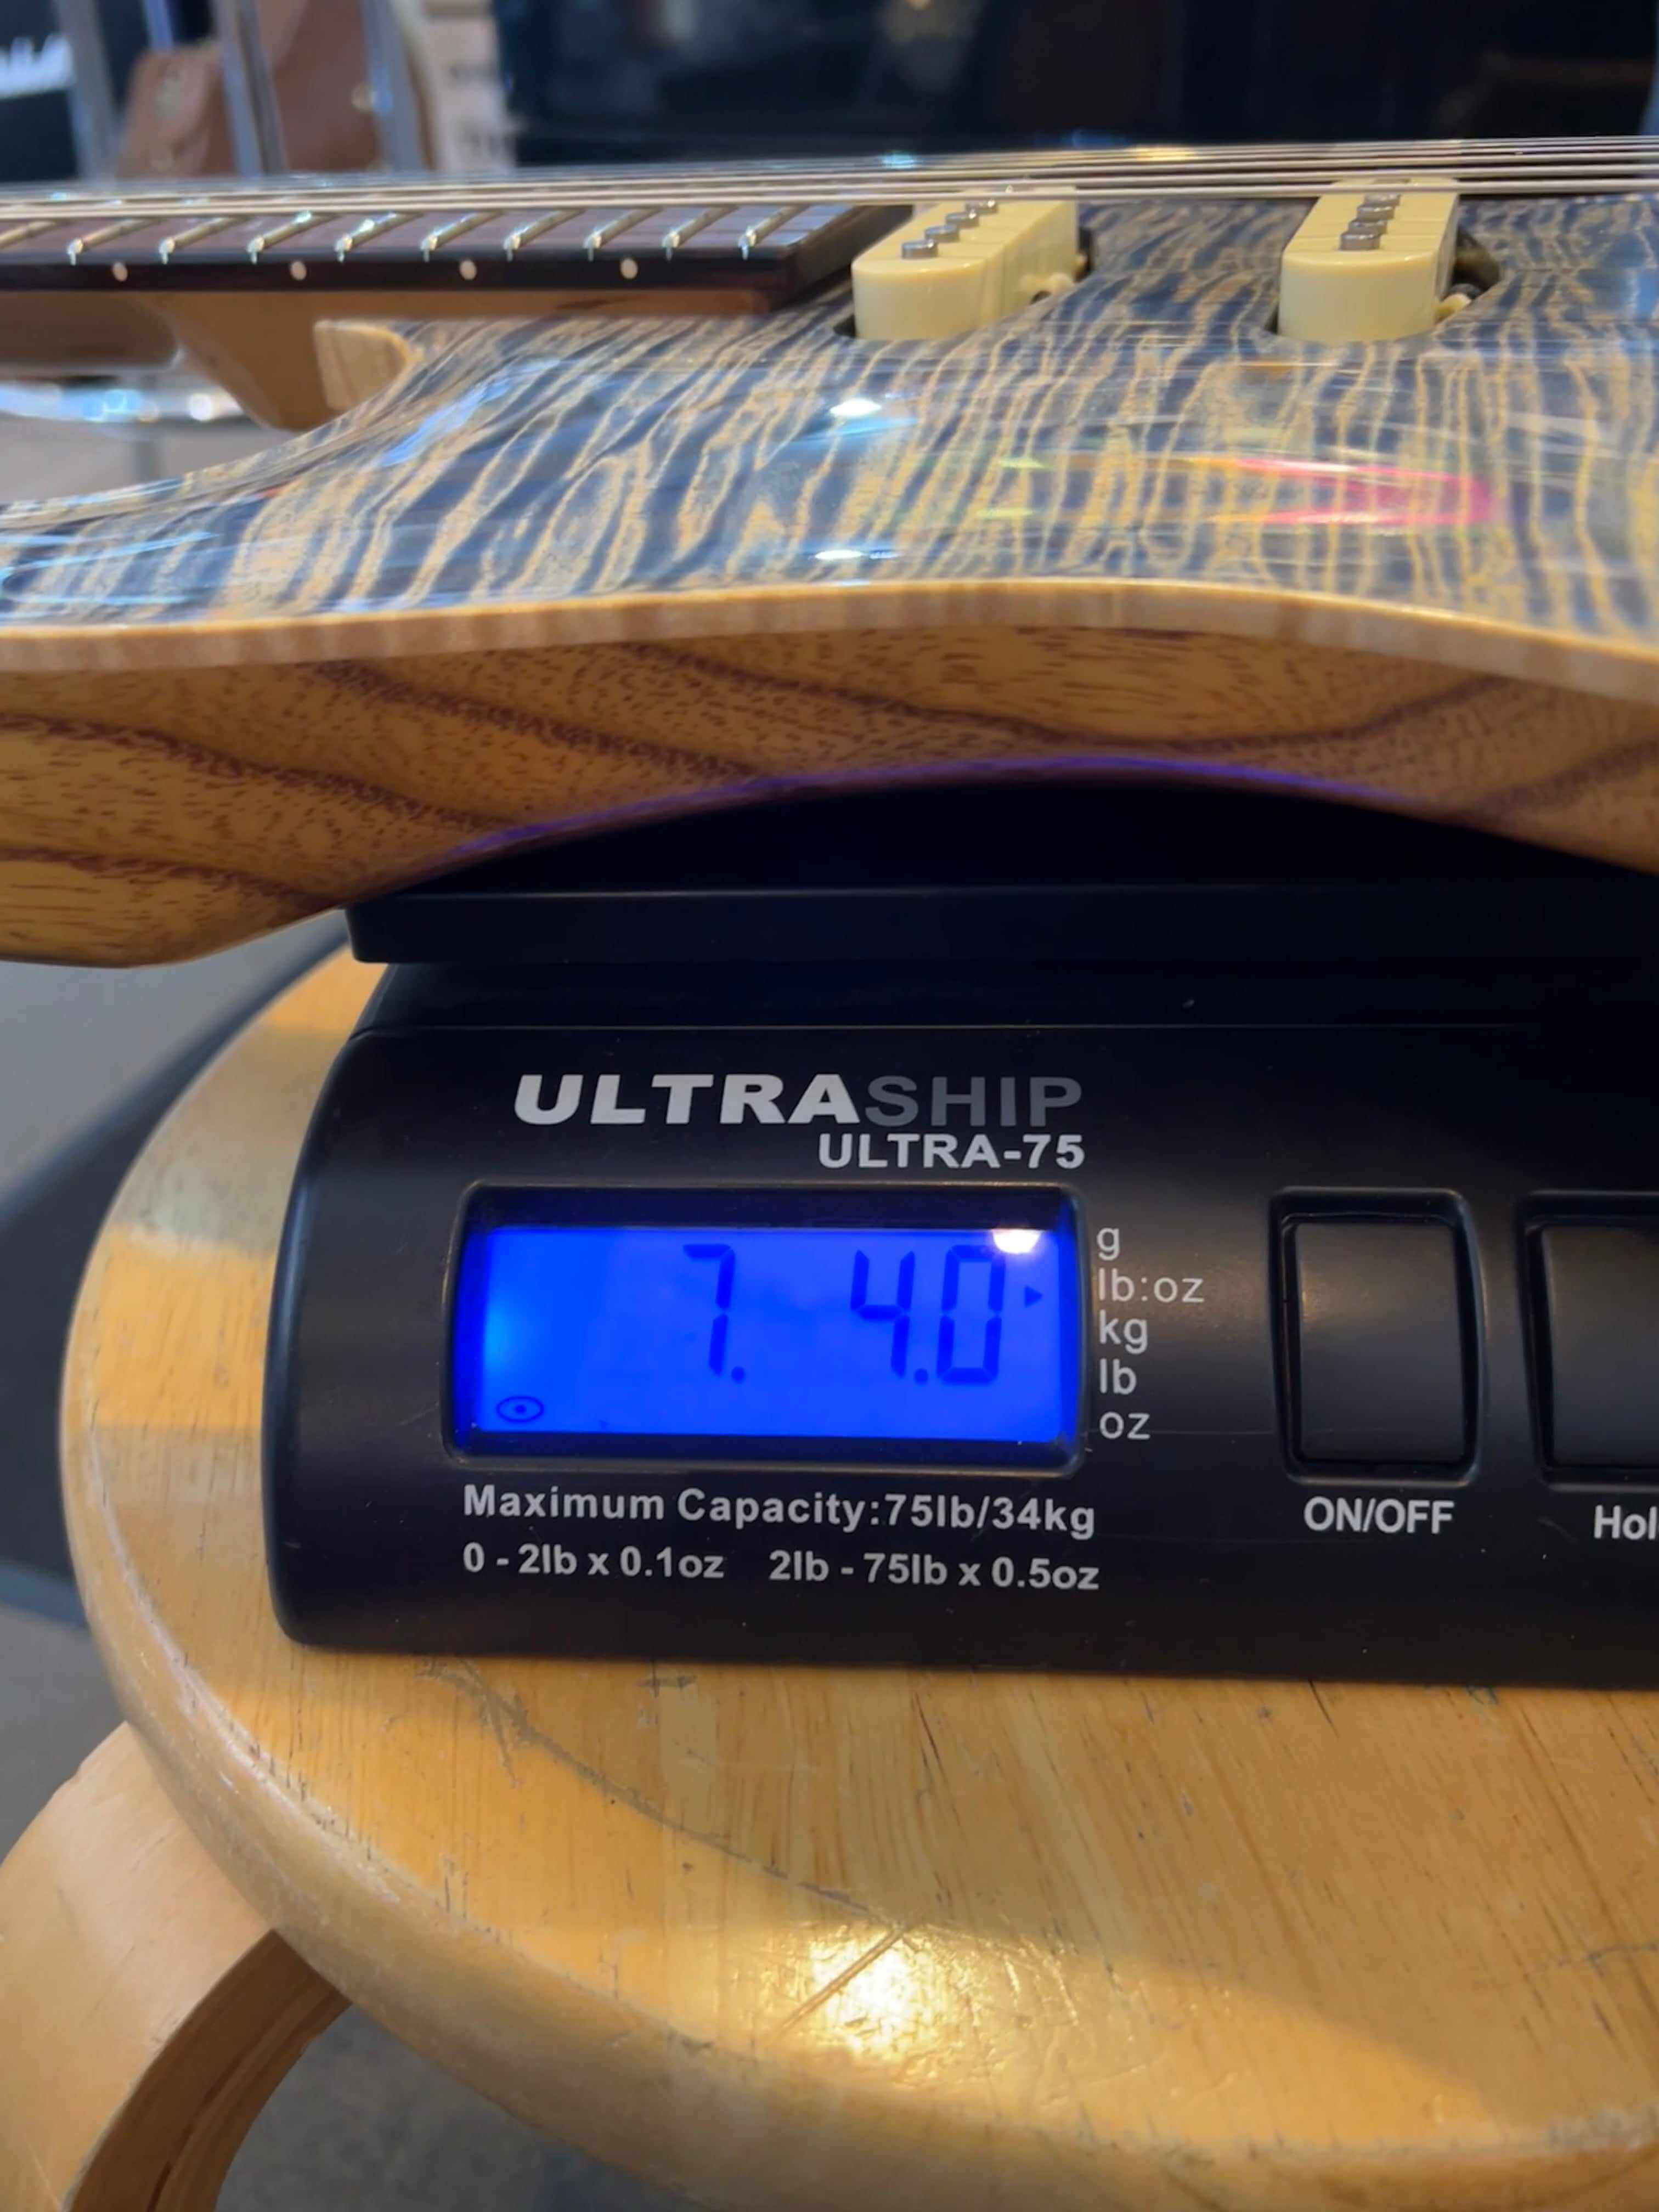 ULTRASHIP
ULTRA-75
7. 4.0
g
lb:oz
kg
lb
oz
Maximum Capacity:75lb/34kg
0 - 2lb x 0.1oz 2lb - 75lb x 0.5oz
ON/OFF
Hol